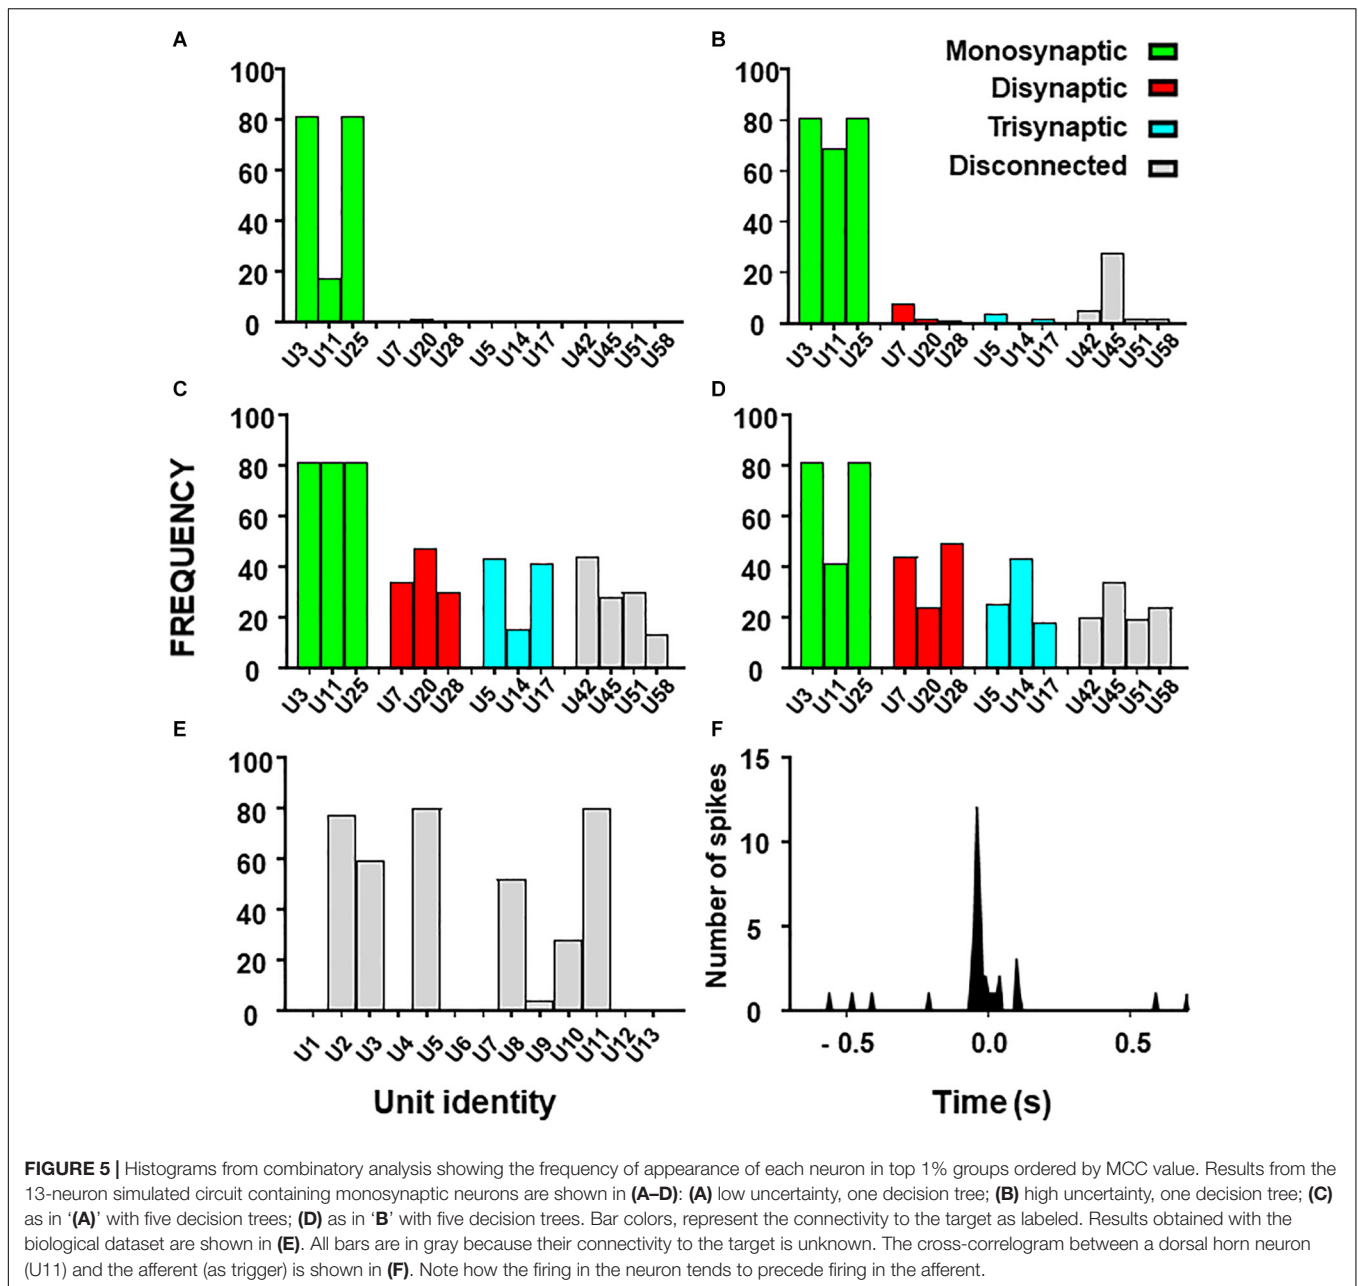 A
100
80
60
40
20
0
U3 U11 U25 U7 U20 U28 U5 U14 U17 U42 U45 U51 U58
B
Monosynaptic
Disynaptic
Trisynaptic
Disconnected
100
80
60
40
20
0
U3 U11 U25 U7 U20 U28 U5 U14 U17 U42 U45 U51 U58
C
FREQUENCY
100
80
60
40
20
0
U3 U11 U25 U7 U20 U28 U5 U14 U17 U42 U45 U51 U58
D
100
80
60
40
20
0
U3 U11 U25 U7 U20 U28 U5 U14 U17 U42 U45 U51 U58
E
100
80
60
40
20
0
U1 U2 U3 U4 U5 U6 U7 U8 U9 U10 U11 U12 U13
Unit identity
F
Number of spikes
15
10
5
0
- 0.5 0.0 0.5
Time (s)
FIGURE 5 | Histograms from combinatory analysis showing the frequency of appearance of each neuron in top 1% groups ordered by MCC value. Results from the
13-neuron simulated circuit containing monosynaptic neurons are shown in (A–D): (A) low uncertainty, one decision tree; (B) high uncertainty, one decision tree; (C)
as in ‘(A)’ with five decision trees; (D) as in ‘B’ with five decision trees. Bar colors, represent the connectivity to the target as labeled. Results obtained with the
biological dataset are shown in (E). All bars are in gray because their connectivity to the target is unknown. The cross-correlogram between a dorsal horn neuron
(U11) and the afferent (as trigger) is shown in (F). Note how the firing in the neuron tends to precede firing in the afferent.